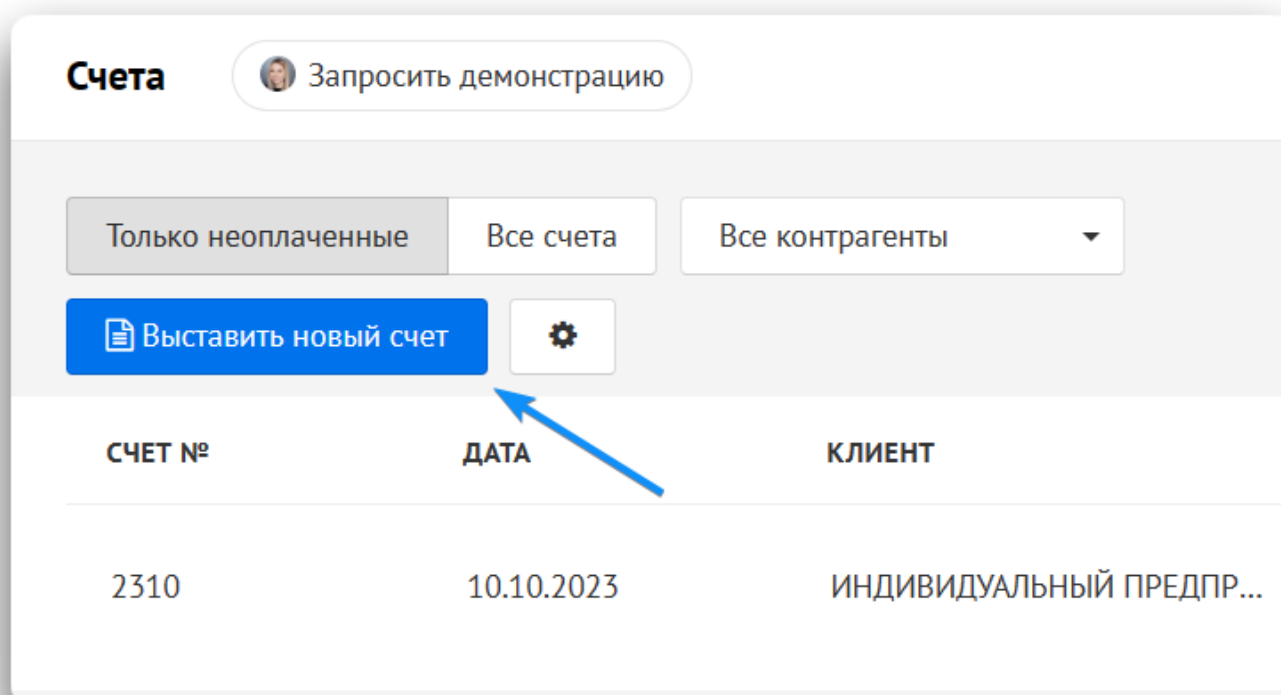 Счета Запросить демонстрацию
Только неоплаченные Все счета Все контрагенты
Выставить новый счет
СЧЕТ № ДАТА КЛИЕНТ
2310 10.10.2023 ИНДИВИДУАЛЬНЫЙ ПРЕДПР...